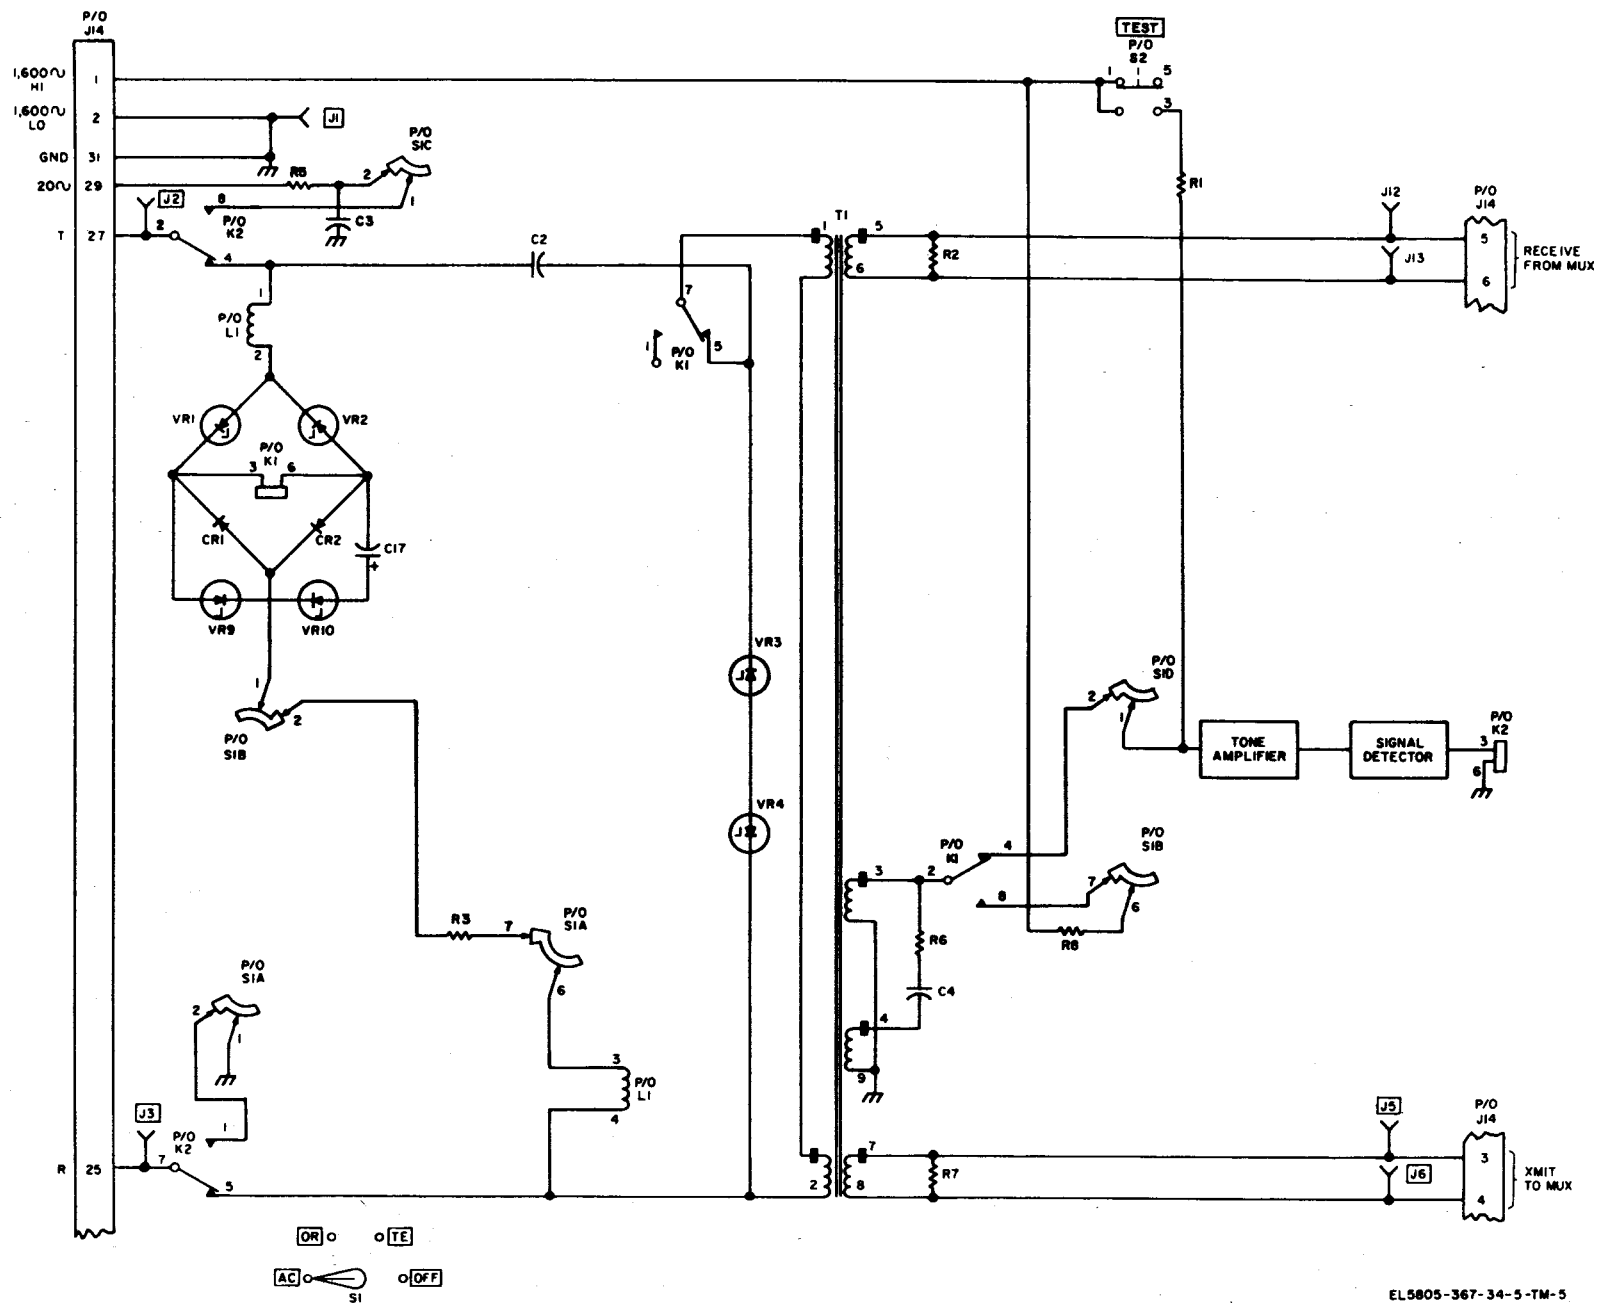 P/O
J14
1,600∿
HI
1
1,600∿
LO
2
J1
GND
31
20∿
29
R5
P/O
S1C
2
1
T
27
J2
2
8
P/O
K2
4
C3
C2
TEST
P/O
S2
1
5
3
R1
T1
1
5
6
R2
J12
J13
P/O
J14
5
6
RECEIVE
FROM MUX
1
P/O
L1
2
7
1
P/O
K1
5
VR1
VR2
P/O
K1
3
6
CR1
CR2
C17
+
VR9
VR10
1
2
P/O
S1B
VR3
VR4
P/O
S1D
2
1
TONE
AMPLIFIER
SIGNAL
DETECTOR
P/O
K2
3
6
P/O
S1B
7
6
P/O
K1
2
4
8
R8
3
R6
C4
4
9
R3
7
P/O
S1A
6
3
P/O
L1
4
P/O
S1A
2
1
J3
P/O
K2
1
7
5
R
25
2
7
8
R7
J5
J6
P/O
J14
3
4
XMIT
TO MUX
OR
TE
AC
OFF
S1
EL5805-367-34-5-TM-5